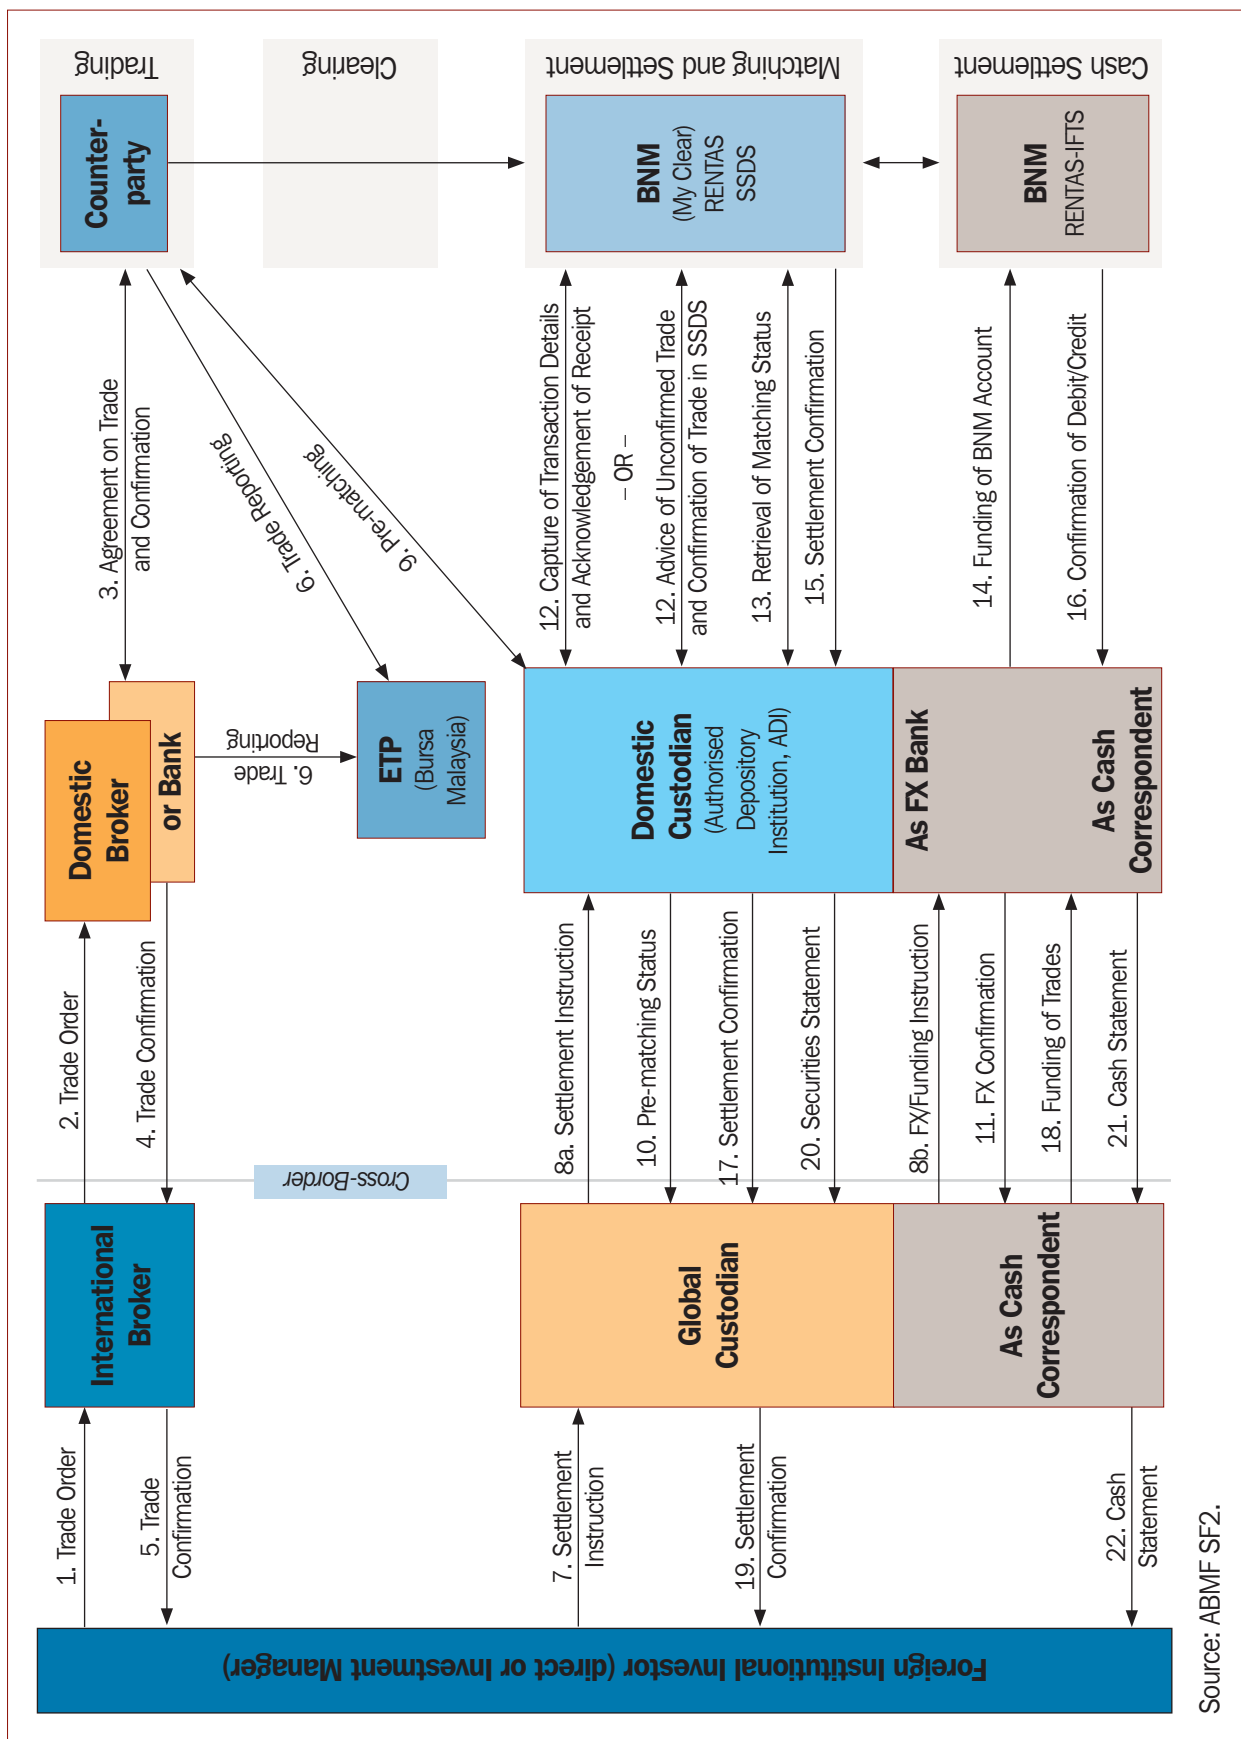 Trading
Clearing
Matching and Settlement
Cash Settlement
Counter-
party
BNM
(My Clear)
RENTAS
SSDS
BNM
RENTAS-IFTS
3. Agreement on Trade
and Confirmation
6. Trade Reporting
9. Pre-matching
12. Capture of Transaction Details
and Acknowledgement of Receipt
– OR –
12. Advice of Unconfirmed Trade
and Confirmation of Trade in SSDS
13. Retrieval of Matching Status
15. Settlement Confirmation
14. Funding of BNM Account
16. Confirmation of Debit/Credit
Domestic
Broker
or Bank
6. Trade
Reporting
ETP
(Bursa
Malaysia)
Domestic
Custodian
(Authorised
Depository
Institution, ADI)
As FX Bank
As Cash
Correspondent
2. Trade Order
4. Trade Confirmation
8a. Settlement Instruction
10. Pre-matching Status
17. Settlement Confirmation
20. Securities Statement
8b. FX/Funding Instruction
11. FX Confirmation
18. Funding of Trades
21. Cash Statement
Cross-Border
International
Broker
Global
Custodian
As Cash
Correspondent
1. Trade Order
5. Trade
Confirmation
7. Settlement
Instruction
19. Settlement
Confirmation
22. Cash
Statement
Foreign Institutional Investor (direct or Investment Manager)
Source: ABMF SF2.